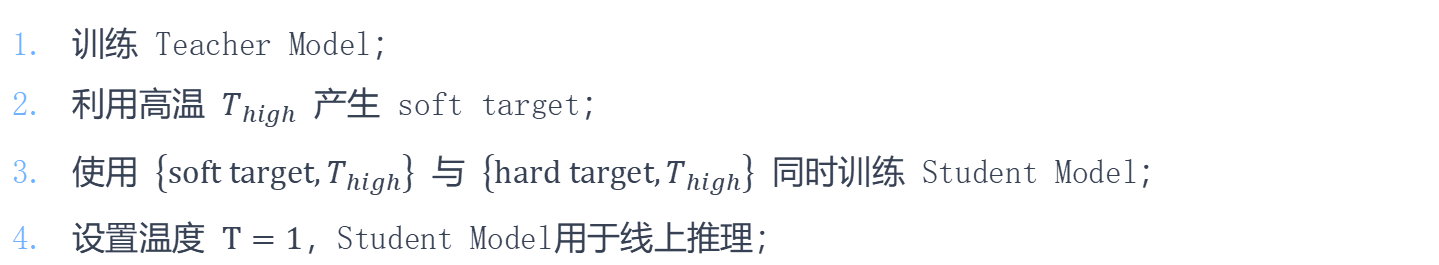 1. 训练 Teacher Model;
2. 利用高温 T_high 产生 soft target;
3. 使用 {soft target, T_high} 与 {hard target, T_high} 同时训练 Student Model;
4. 设置温度 T = 1, Student Model用于线上推理;